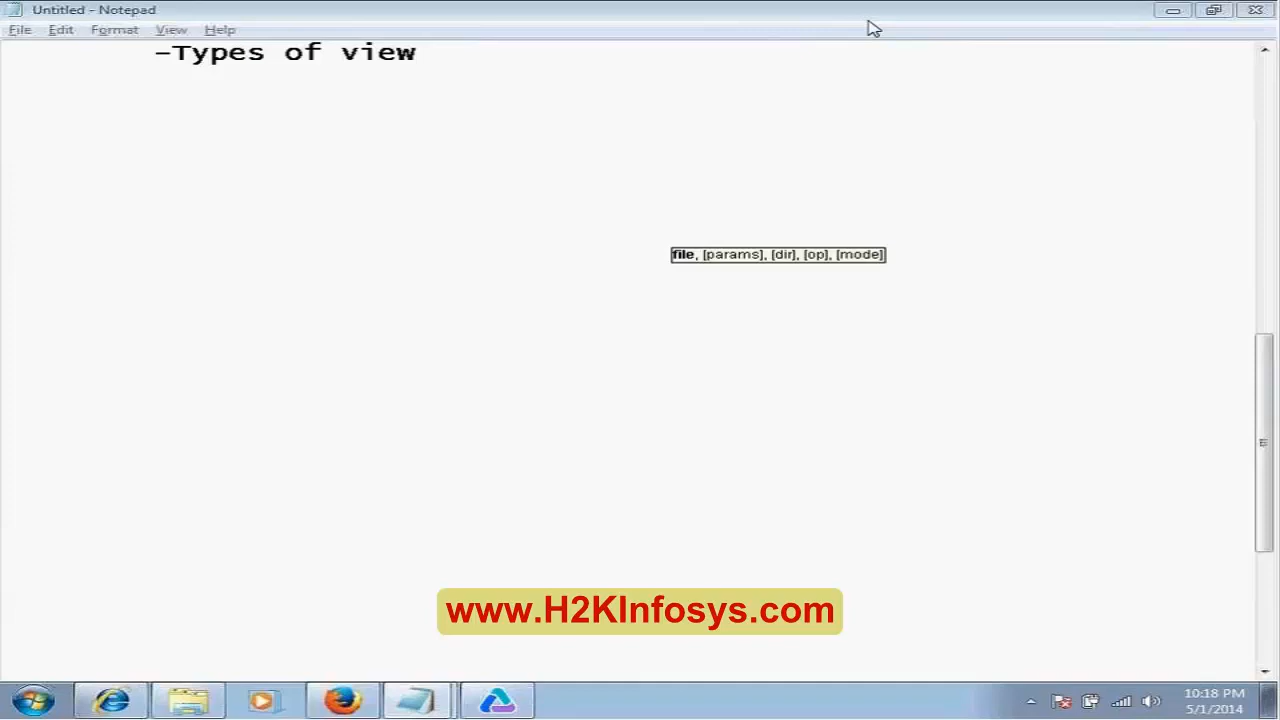 Untitled - Notepad
File Edit Format View Help
-Types of view
file, [params], [dir], [op], [mode]
www.H2KInfosys.com
10:18 PM
5/1/2014